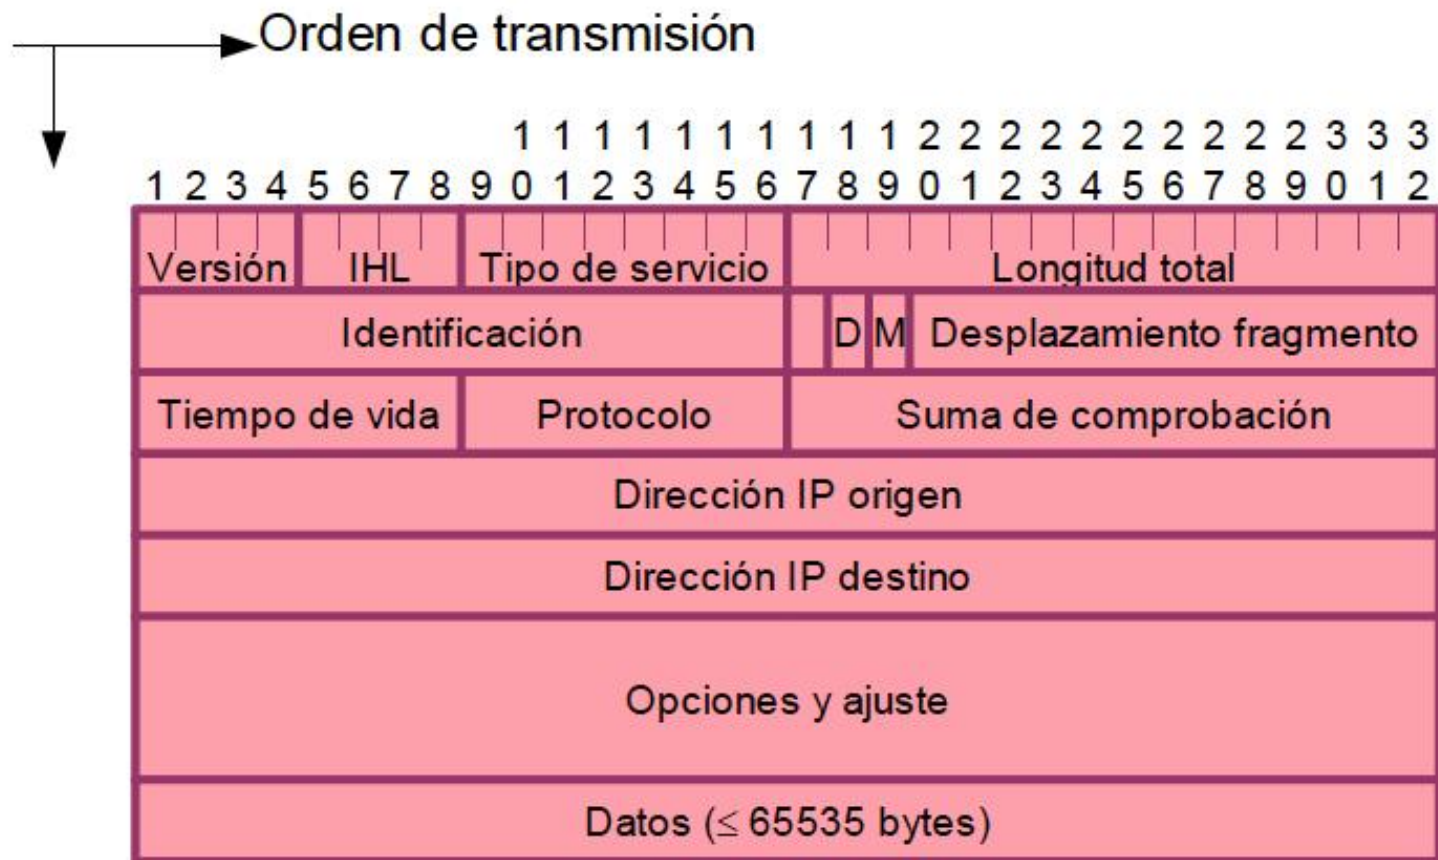 Orden de transmisión
1 1 1 1 1 1 1 1 1 1 2 2 2 2 2 2 2 2 2 2 3 3 3
1 2 3 4 5 6 7 8 9 0 1 2 3 4 5 6 7 8 9 0 1 2 3 4 5 6 7 8 9 0 1 2
Versión IHL Tipo de servicio Longitud total
Identificación D M Desplazamiento fragmento
Tiempo de vida Protocolo Suma de comprobación
Dirección IP origen
Dirección IP destino
Opciones y ajuste
Datos (≤ 65535 bytes)